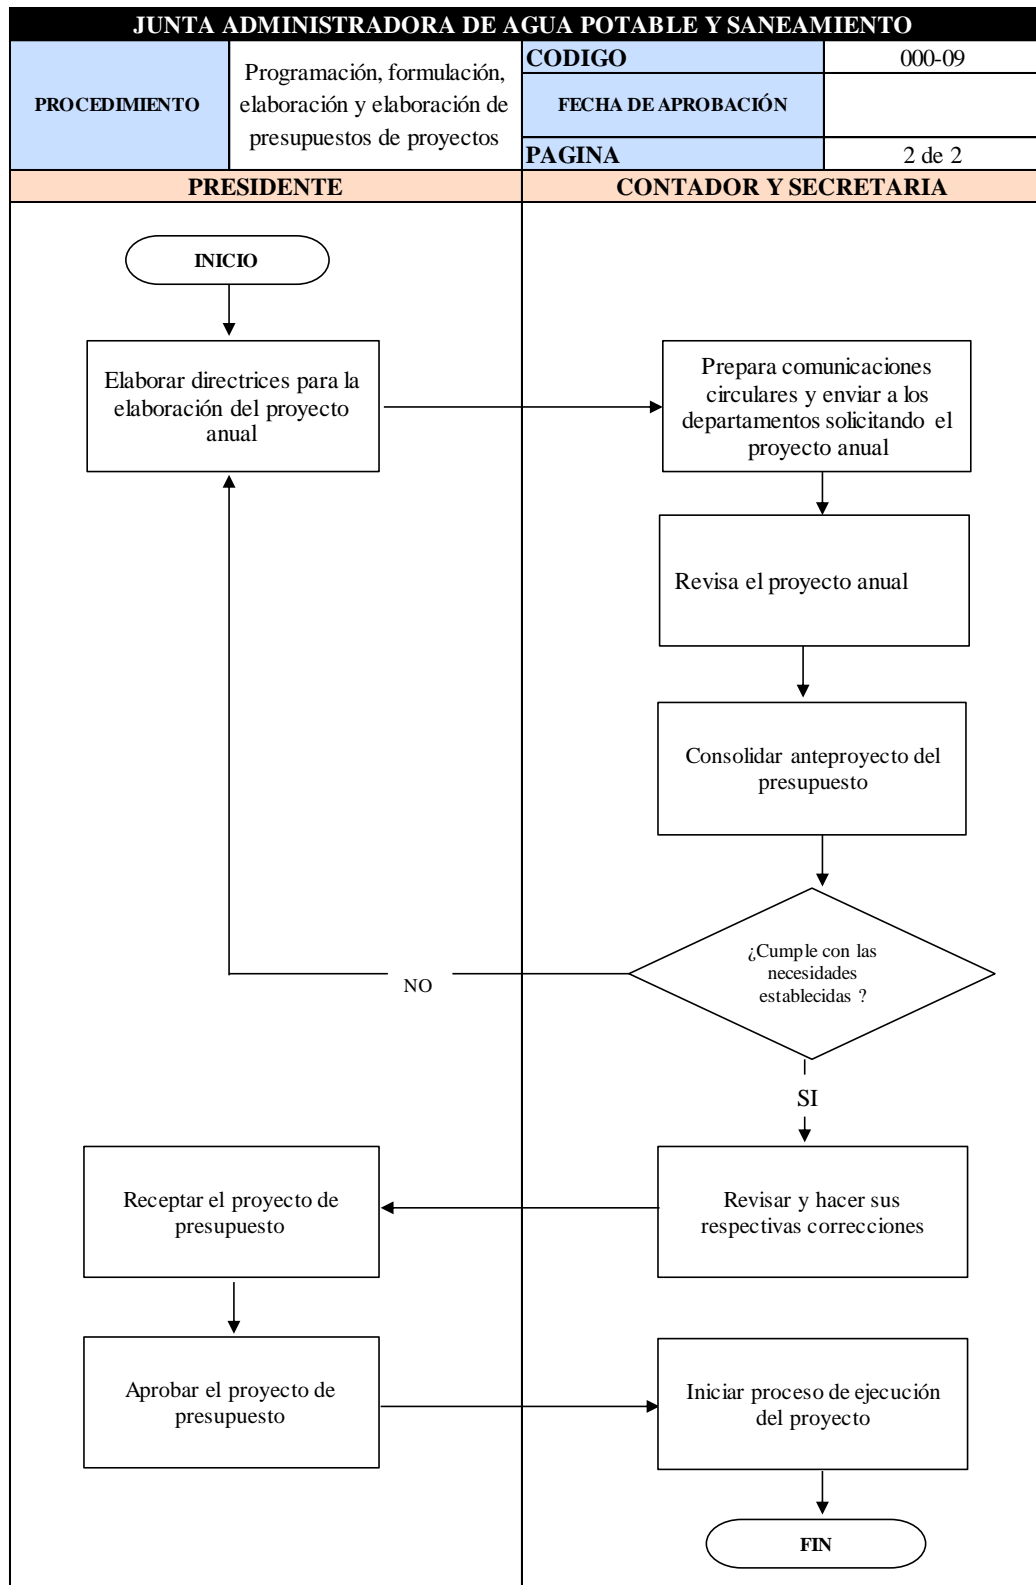 JUNTA ADMINISTRADORA DE AGUA POTABLE Y SANEAMIENTO
PROCEDIMIENTO
Programación, formulación,
elaboración y elaboración de
presupuestos de proyectos
CODIGO
000-09
FECHA DE APROBACIÓN
PAGINA
2 de 2
PRESIDENTE
CONTADOR Y SECRETARIA
INICIO
Elaborar directrices para la
elaboración del proyecto
anual
Prepara comunicaciones
circulares y enviar a los
departamentos solicitando el
proyecto anual
Revisa el proyecto anual
Consolidar anteproyecto del
presupuesto
¿Cumple con las
necesidades
establecidas ?
NO
SI
Receptar el proyecto de
presupuesto
Revisar y hacer sus
respectivas correcciones
Aprobar el proyecto de
presupuesto
Iniciar proceso de ejecución
del proyecto
FIN